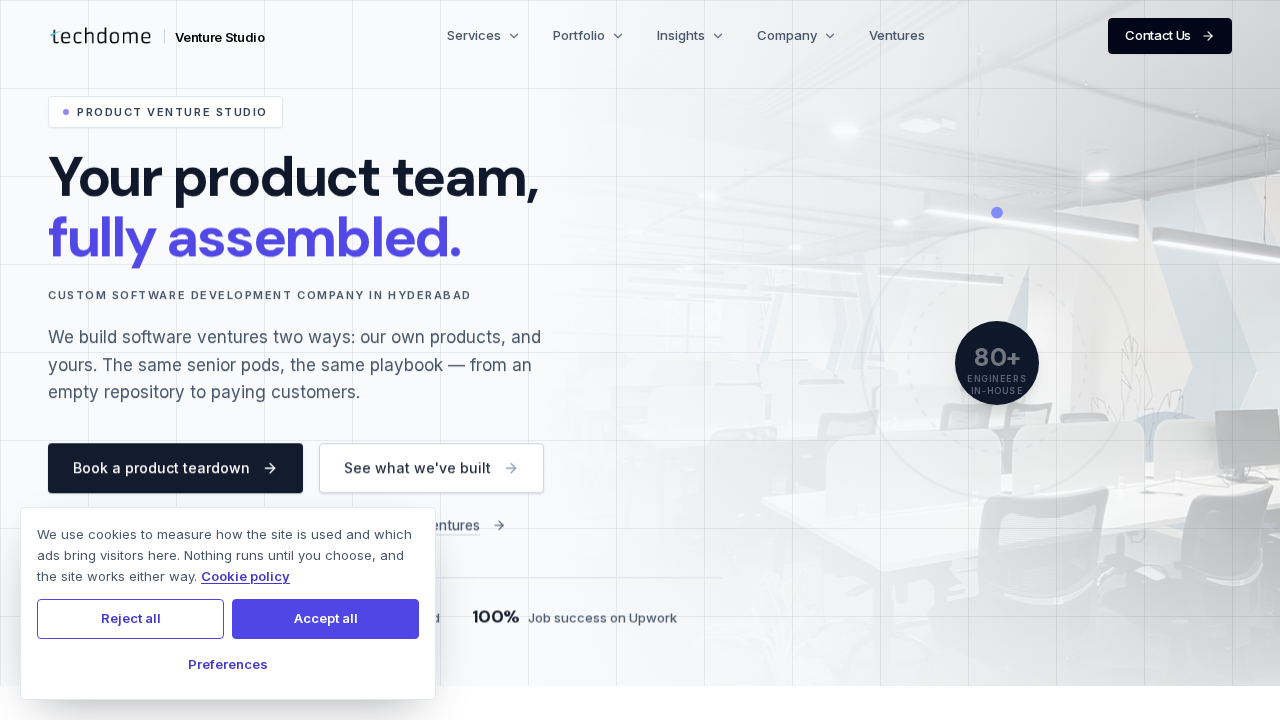 techdome
Venture Studio
Services
Portfolio
Insights
Company
Ventures
Contact Us
PRODUCT VENTURE STUDIO
Your product team,
fully assembled.
CUSTOM SOFTWARE DEVELOPMENT COMPANY IN HYDERABAD
We build software ventures two ways: our own products, and
yours. The same senior pods, the same playbook — from an
empty repository to paying customers.
80+
ENGINEERS
IN-HOUSE
Book a product teardown
See what we've built
100% Job success on Upwork
We use cookies to measure how the site is used and which
ads bring visitors here. Nothing runs until you choose, and
the site works either way. Cookie policy
Reject all
Accept all
Preferences